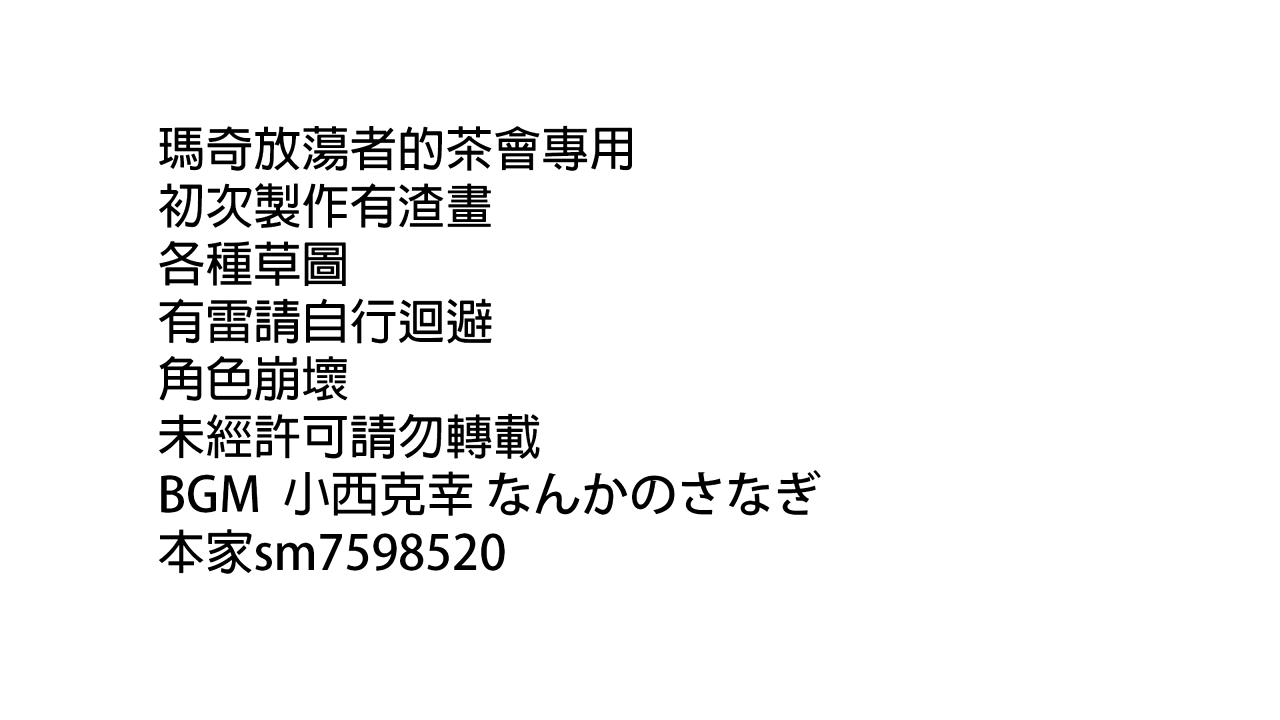 瑪奇放蕩者的茶會專用
初次製作有渣畫
各種草圖
有雷請自行迴避
角色崩壞
未經許可請勿轉載
BGM 小西克幸 なんかのさなぎ
本家sm7598520